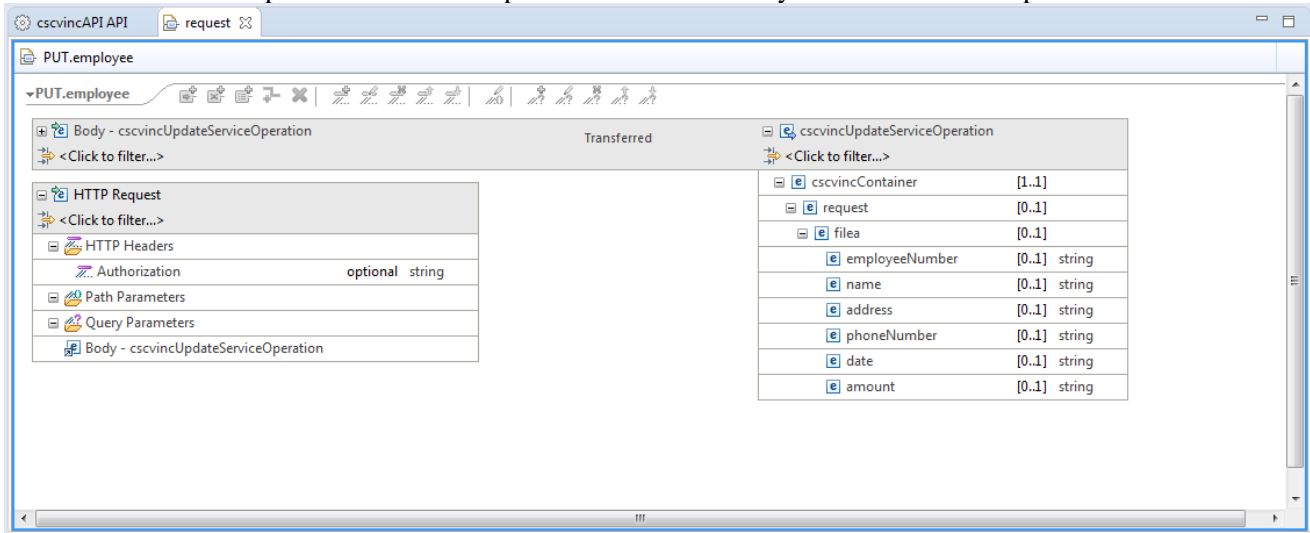 cscvincAPI API request
PUT.employee
PUT.employee
Body - cscvincUpdateServiceOperation Transferred cscvincUpdateServiceOperation
<Click to filter...> <Click to filter...>
HTTP Request
<Click to filter...>
HTTP Headers
Authorization optional string
Path Parameters
Query Parameters
Body - cscvincUpdateServiceOperation
cscvincContainer [1..1]
request [0..1]
filea [0..1]
employeeNumber [0..1] string
name [0..1] string
address [0..1] string
phoneNumber [0..1] string
date [0..1] string
amount [0..1] string